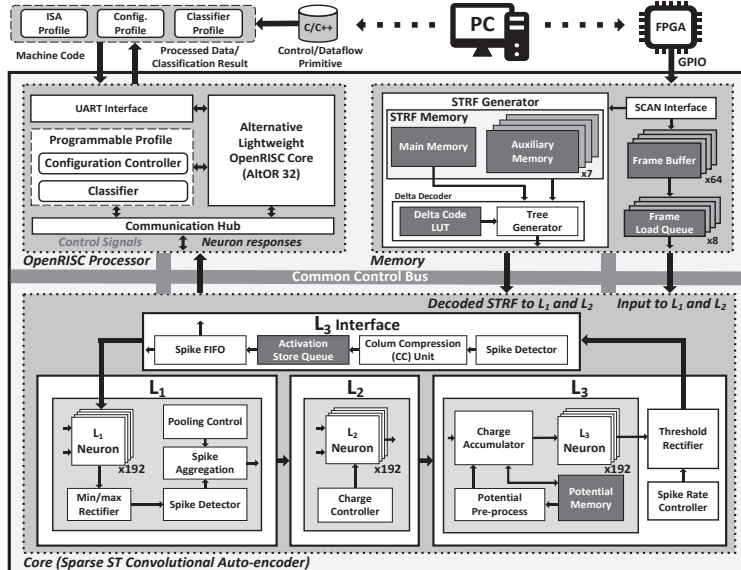 ISA
Profile
Config.
Profile
Classifier
Profile
C/C++
PC
FPGA
Machine Code
Processed Data/
Classification Result
Control/Dataflow
Primitive
GPIO
UART Interface
Programmable Profile
Configuration Controller
Classifier
Alternative
Lightweight
OpenRISC Core
(AltOR 32)
Communication Hub
Control Signals
Neuron responses
OpenRISC Processor
STRF Generator
STRF Memory
Main Memory
Auxiliary
Memory
x7
Delta Decoder
Delta Code
LUT
Tree
Generator
SCAN Interface
Frame Buffer
x64
Frame
Load Queue
x8
Memory
Common Control Bus
Decoded STRF to L1 and L2
Input to L1 and L2
L3 Interface
Spike FIFO
Activation
Store Queue
Colum Compression
(CC) Unit
Spike Detector
L1
L1
Neuron
x192
Pooling Control
Spike
Aggregation
Min/max
Rectifier
Spike Detector
L2
L2
Neuron
Charge
Controller
L3
Charge
Accumulator
L3
Neuron
x192
Potential
Pre-process
Potential
Memory
Threshold
Rectifier
Spike Rate
Controller
Core (Sparse ST Convolutional Auto-encoder)